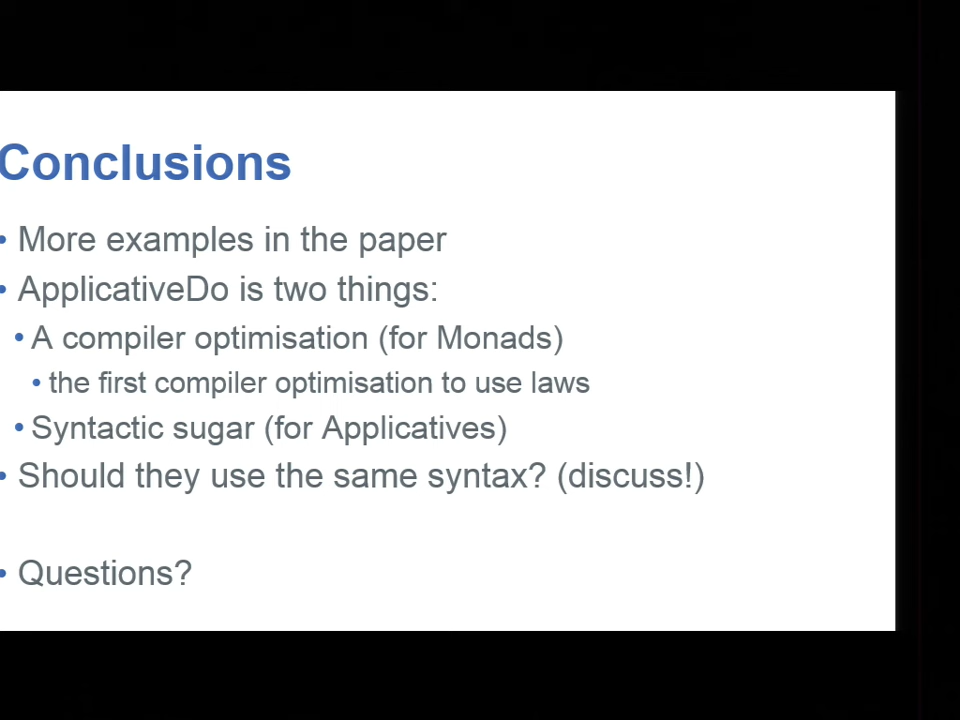 Conclusions
• More examples in the paper
• ApplicativeDo is two things:
• A compiler optimisation (for Monads)
• the first compiler optimisation to use laws
• Syntactic sugar (for Applicatives)
• Should they use the same syntax? (discuss!)
• Questions?